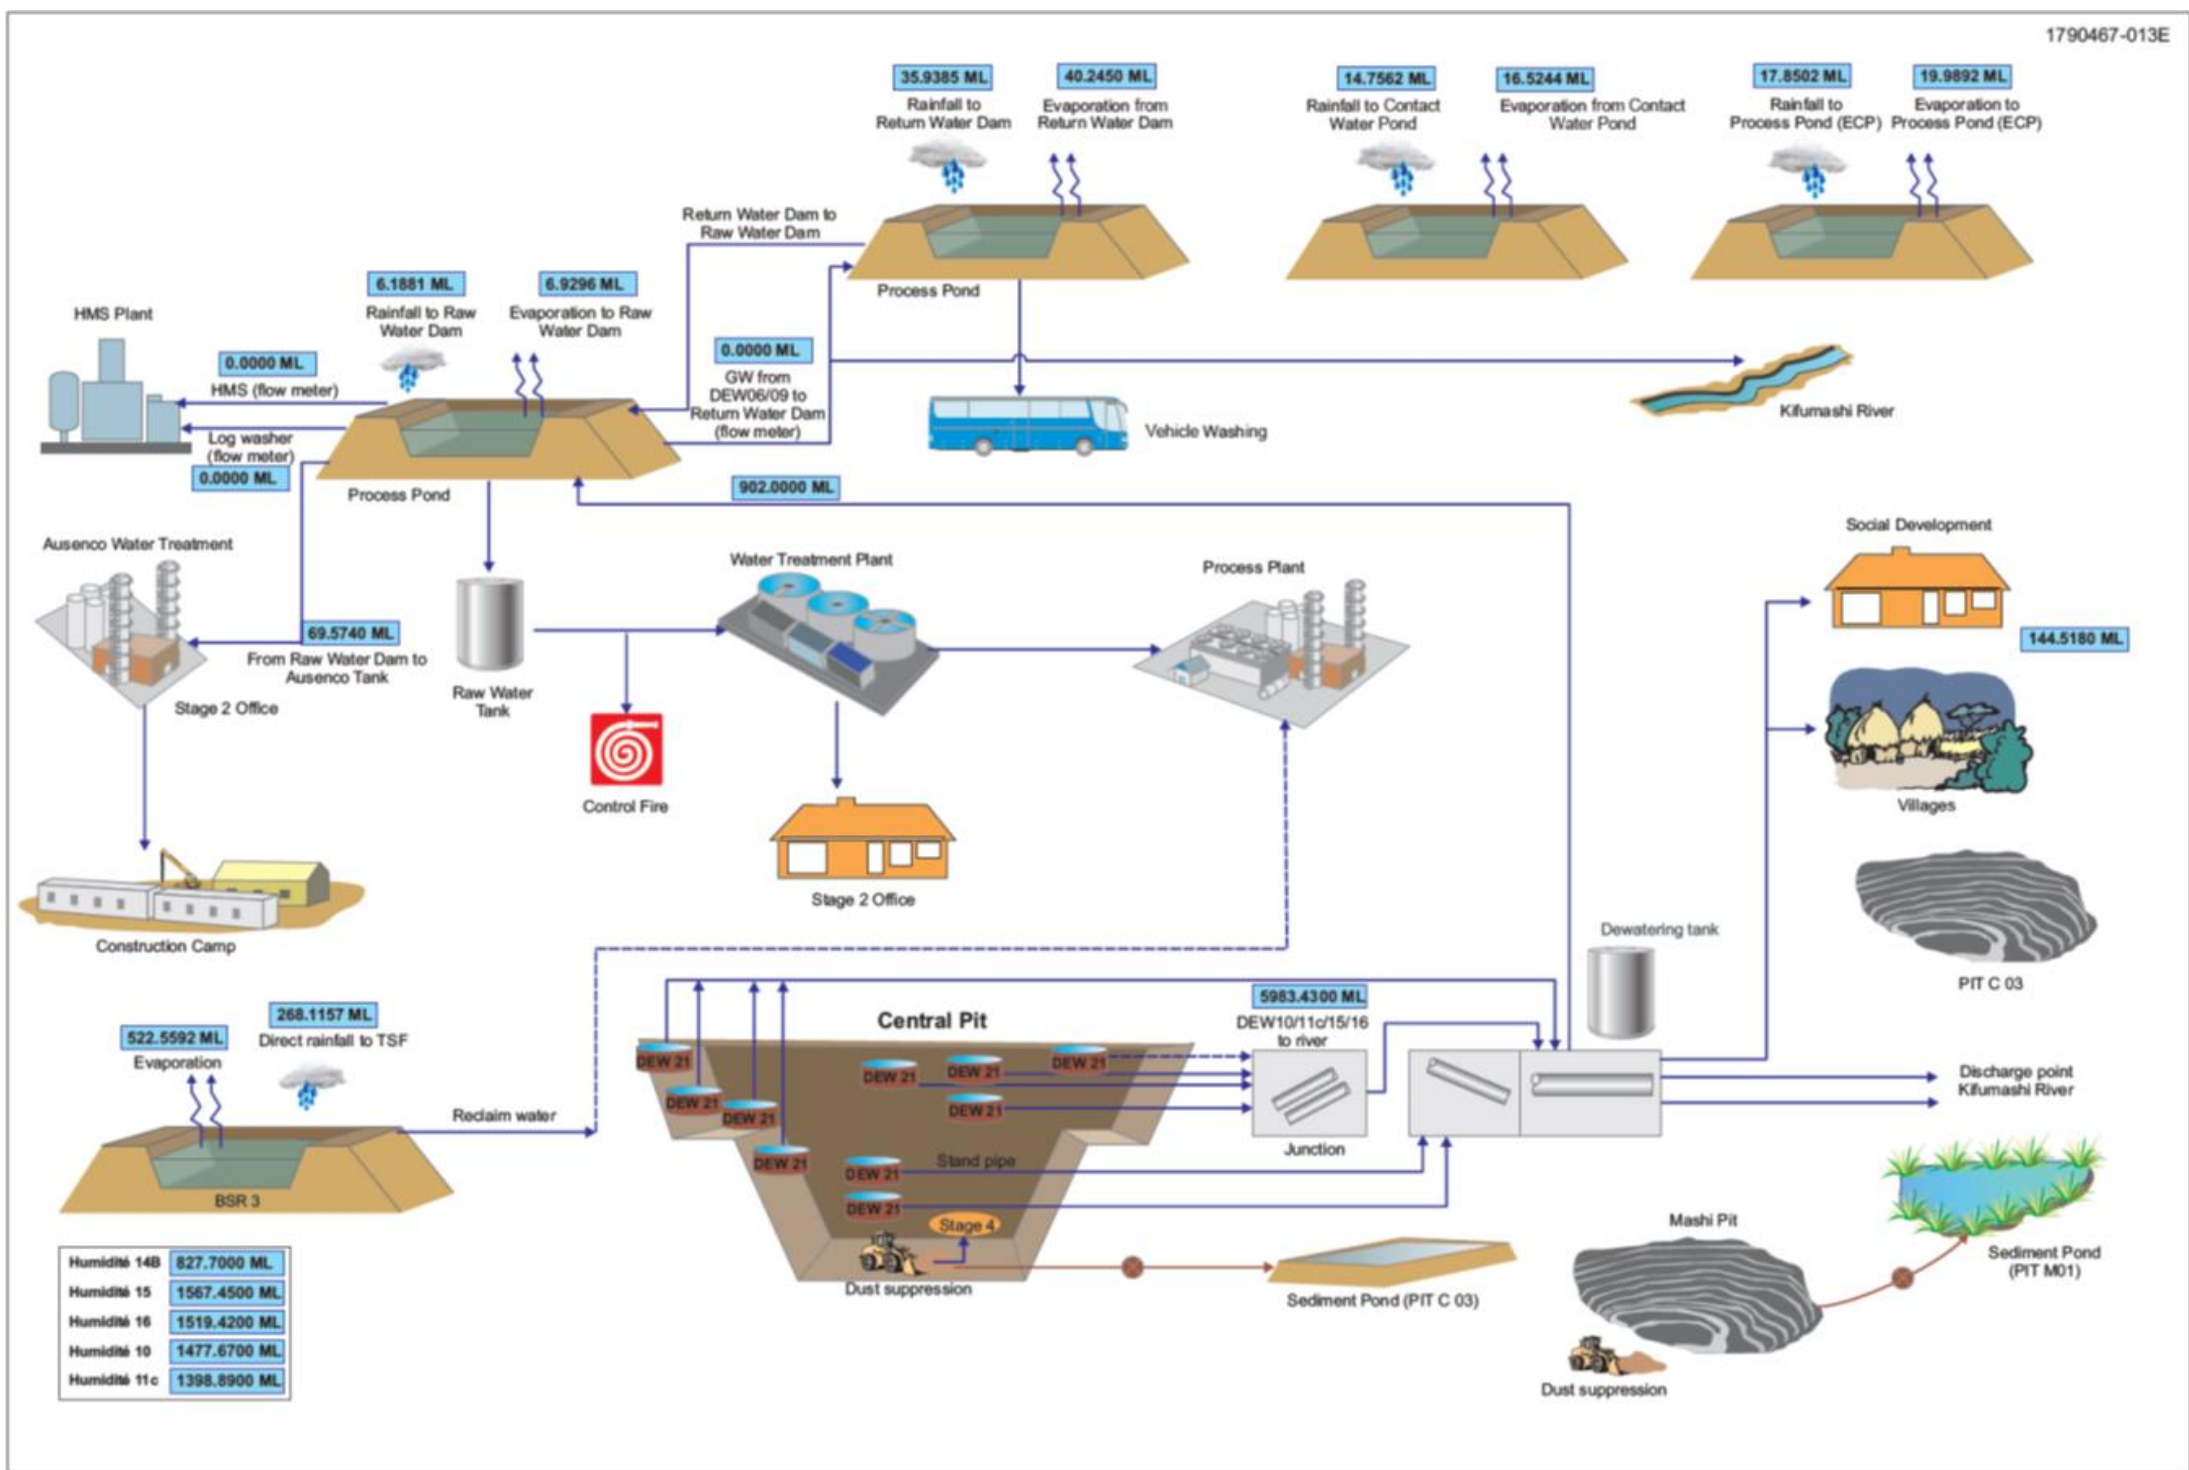 1790467-013E
35.9385 ML
Rainfall to
Return Water Dam
40.2450 ML
Evaporation from
Return Water Dam
14.7562 ML
Rainfall to Contact
Water Pond
16.5244 ML
Evaporation from Contact
Water Pond
17.8502 ML
Rainfall to
Process Pond (ECP)
19.9892 ML
Evaporation to
Process Pond (ECP)
Return Water Dam to
Raw Water Dam
Process Pond
6.1881 ML
Rainfall to Raw
Water Dam
6.9296 ML
Evaporation to Raw
Water Dam
HMS Plant
0.0000 ML
HMS (flow meter)
Log washer
(flow meter)
0.0000 ML
0.0000 ML
GW from
DEW06/09 to
Return Water Dam
(flow meter)
Vehicle Washing
Kifumashi River
Process Pond
902.0000 ML
Ausenco Water Treatment
69.5740 ML
From Raw Water Dam to
Ausenco Tank
Stage 2 Office
Raw Water
Tank
Water Treatment Plant
Process Plant
Control Fire
Stage 2 Office
Social Development
144.5180 ML
Villages
PIT C 03
Construction Camp
Dewatering tank
522.5592 ML
Evaporation
268.1157 ML
Direct rainfall to TSF
Reclaim water
BSR 3
Central Pit
DEW 21
DEW 21
DEW 21
DEW 21
DEW 21
DEW 21
DEW 21
DEW 21
DEW 21
Stand pipe
DEW 21
Stage 4
Dust suppression
5983.4300 ML
DEW10/11c/15/16
to river
Junction
Discharge point
Kifumashi River
Sediment Pond (PIT C 03)
Mashi Pit
Dust suppression
Sediment Pond
(PIT M01)
Humidité 14B 827.7000 ML
Humidité 15 1567.4500 ML
Humidité 16 1519.4200 ML
Humidité 10 1477.6700 ML
Humidité 11c 1398.8900 ML